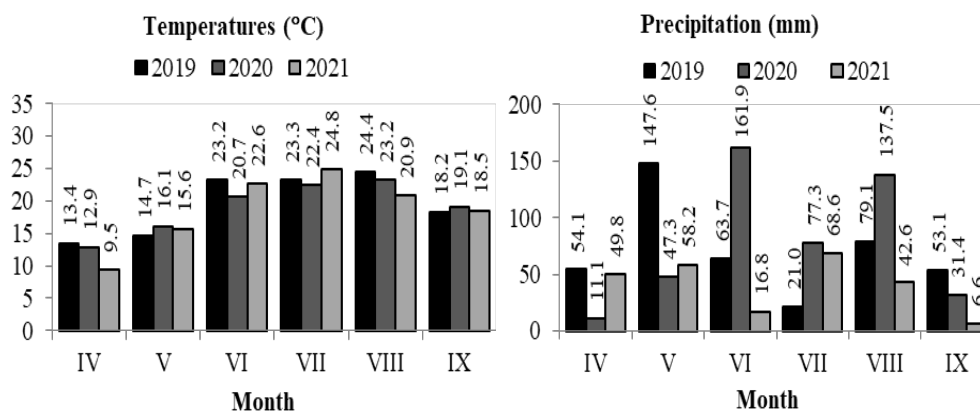 Temperatures (°C)
2019 2020 2021
35
30
25
20
15
10
5
0
13.4 12.9 9.5
14.7 16.1 15.6
23.2 20.7 22.6
23.3 22.4 24.8
24.4 23.2 20.9
18.2 19.1 18.5
IV V VI VII VIII IX
Month
Precipitation (mm)
2019 2020 2021
200
150
100
50
0
54.1 11.1 49.8
147.6 47.3 58.2
63.7 161.9 16.8
21.0 77.3 68.6
79.1 137.5 42.6
53.1 31.4 6.6
IV V VI VII VIII IX
Month